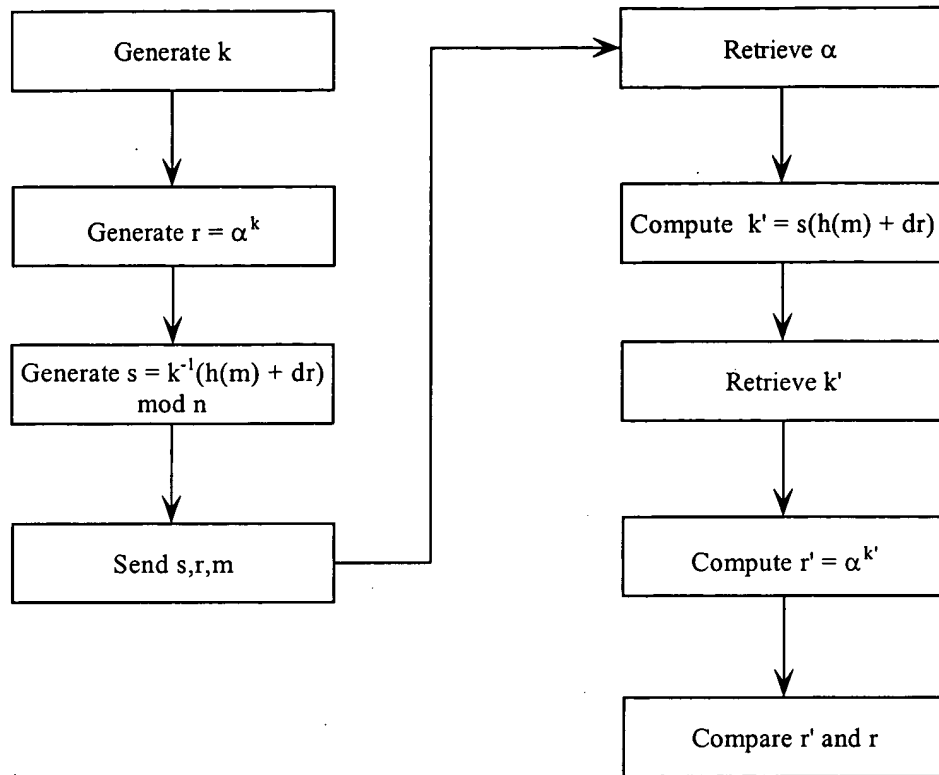 Generate k
Generate r = α^k
Generate s = k^-1(h(m) + dr)
mod n
Send s,r,m
Retrieve α
Compute k' = s(h(m) + dr)
Retrieve k'
Compute r' = α^k'
Compare r' and r